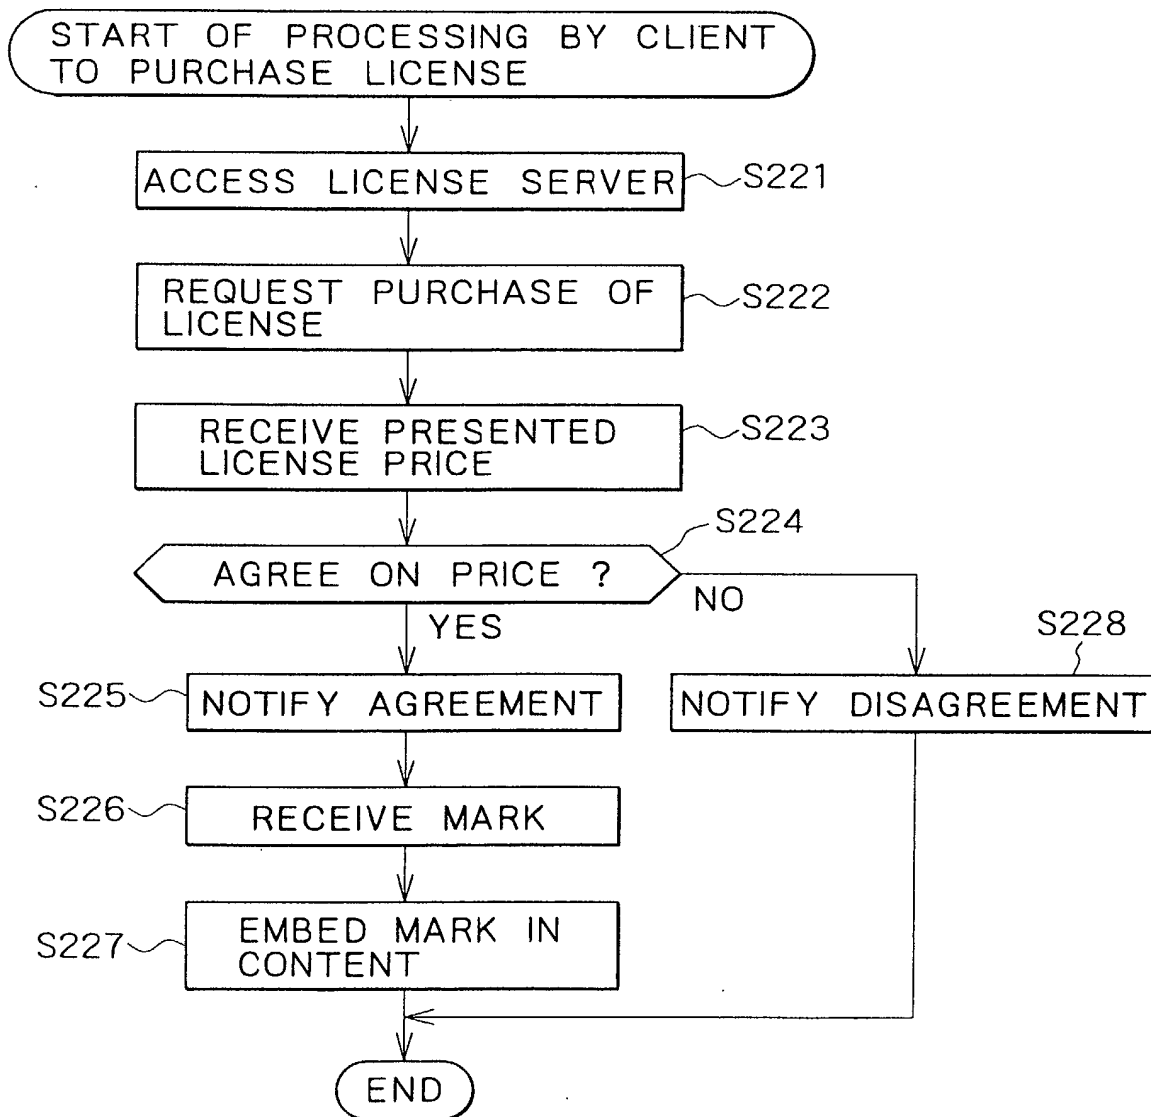 START OF PROCESSING BY CLIENT
TO PURCHASE LICENSE
ACCESS LICENSE SERVER
S221
REQUEST PURCHASE OF
LICENSE
S222
RECEIVE PRESENTED
LICENSE PRICE
S223
S224
AGREE ON PRICE ?
NO
YES
S228
S225
NOTIFY AGREEMENT
NOTIFY DISAGREEMENT
S226
RECEIVE MARK
S227
EMBED MARK IN
CONTENT
END